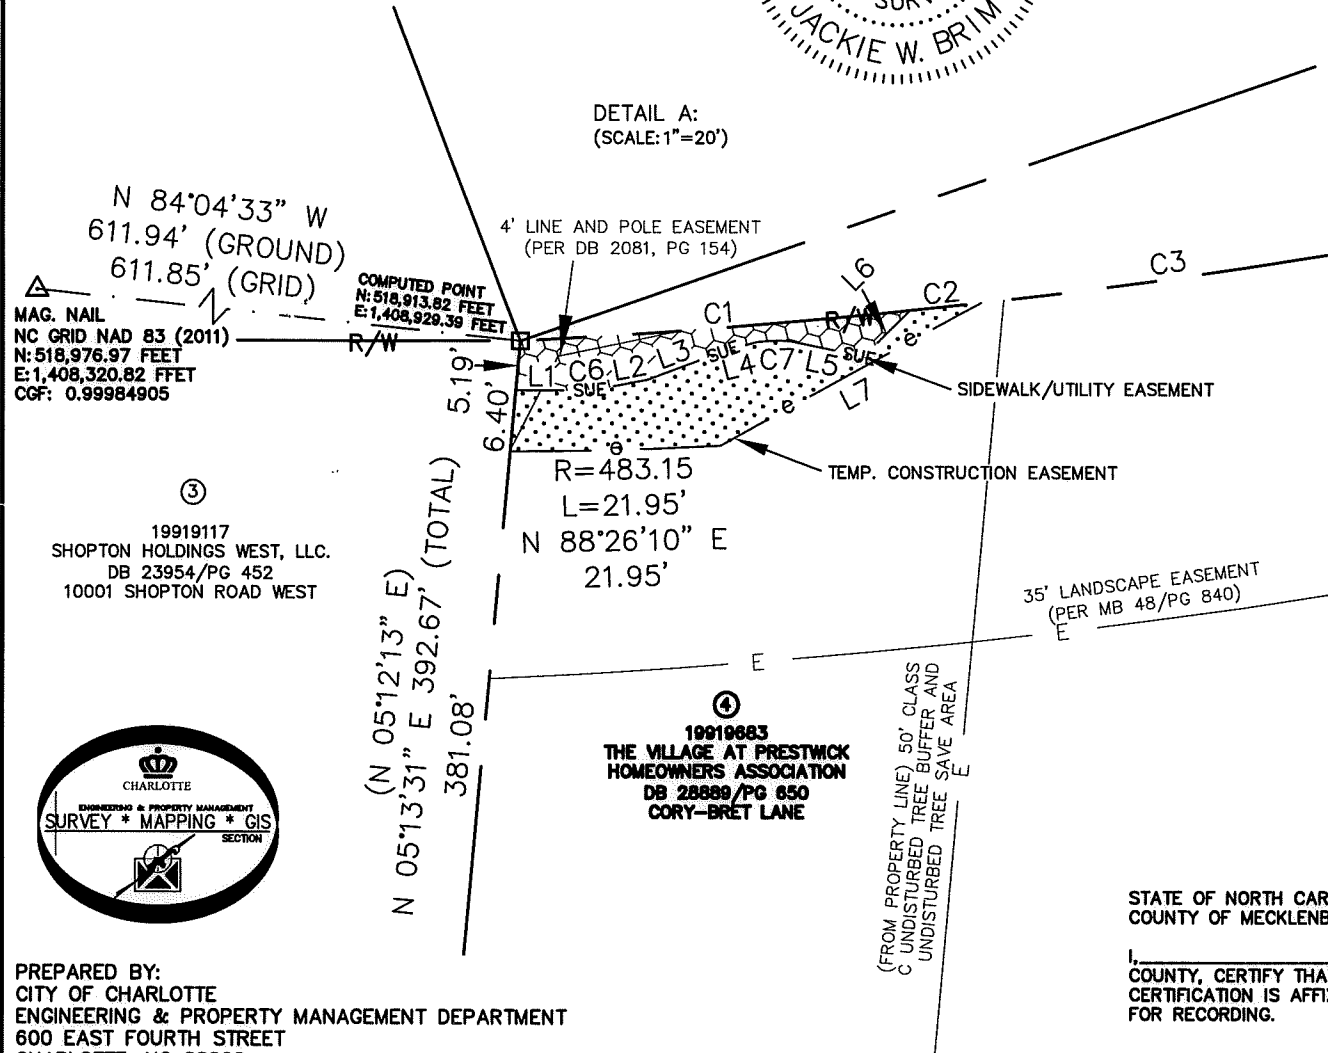 JACKIE W. BRIM
DETAIL A:
(SCALE:1"=20')
N 84°04'33" W
611.94' (GROUND)
611.85' (GRID)
4' LINE AND POLE EASEMENT
(PER DB 2081, PG 154)
COMPUTED POINT
N:518,913.82 FEET
E:1,408,929.39 FEET
MAG. NAIL
NC GRID NAD 83 (2011)
N:518,976.97 FEET
E:1,408,320.82 FFET
CGF: 0.99984905
R/W
C1
R/W
L6
C2
C3
L1 C6 L2 L3 SUE L4 C7 L5 SUE
SUE
L7
e
e
e
5.19'
6.40'
SIDEWALK/UTILITY EASEMENT
TEMP. CONSTRUCTION EASEMENT
R=483.15
L=21.95'
N 88°26'10" E
21.95'
3
19919117
SHOPTON HOLDINGS WEST, LLC.
DB 23954/PG 452
10001 SHOPTON ROAD WEST
(N 05°12'13" E)
N 05°13'31" E 392.67' (TOTAL)
381.08'
35' LANDSCAPE EASEMENT
(PER MB 48/PG 840)
E
E
E
4
19919683
THE VILLAGE AT PRESTWICK
HOMEOWNERS ASSOCIATION
DB 28889/PG 650
CORY-BRET LANE
(FROM PROPERTY LINE) 50' CLASS
C UNDISTURBED TREE BUFFER AND
UNDISTURBED TREE SAVE AREA
CHARLOTTE
ENGINEERING & PROPERTY MANAGEMENT
SURVEY * MAPPING * GIS
SECTION
PREPARED BY:
CITY OF CHARLOTTE
ENGINEERING & PROPERTY MANAGEMENT DEPARTMENT
600 EAST FOURTH STREET
STATE OF NORTH CAR
COUNTY OF MECKLENB
I,
COUNTY, CERTIFY THA
CERTIFICATION IS AFFI
FOR RECORDING.